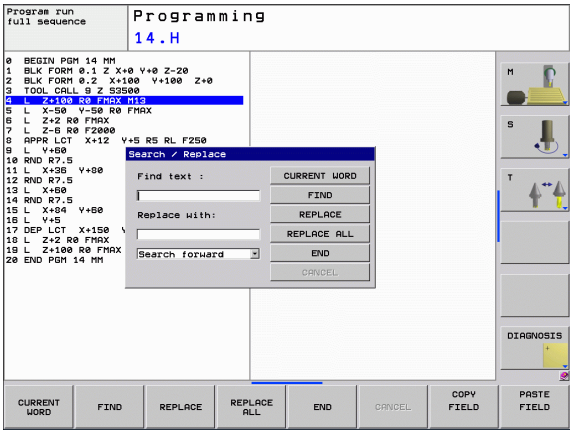 Program run
full sequence
Programming
14.H
0 BEGIN PGM 14 MM
1 BLK FORM 0.1 Z X+0 Y+0 Z-20
2 BLK FORM 0.2 X+100 Y+100 Z+0
3 TOOL CALL 9 Z S3500
4 L Z+100 R0 FMAX M13
5 L X-50 Y-50 R0 FMAX
6 L Z+2 R0 FMAX
7 L Z-6 R0 F2000
8 APPR LCT X+12 Y+5 R5 RL F250
9 L Y+60
10 RND R7.5
11 L X+36 Y+80
12 RND R7.5
13 L X+60
14 RND R7.5
15 L X+84 Y+60
16 L Y+5
17 DEP LCT X+150
18 L Z+2 R0 FMAX
19 L Z+100 R0 FMAX
20 END PGM 14 MM
Search / Replace
Find text :
Replace with:
Search forward
CURRENT WORD
FIND
REPLACE
REPLACE ALL
END
CANCEL
M
S
T
DIAGNOSIS
CURRENT
WORD
FIND
REPLACE
REPLACE
ALL
END
CANCEL
COPY
FIELD
PASTE
FIELD